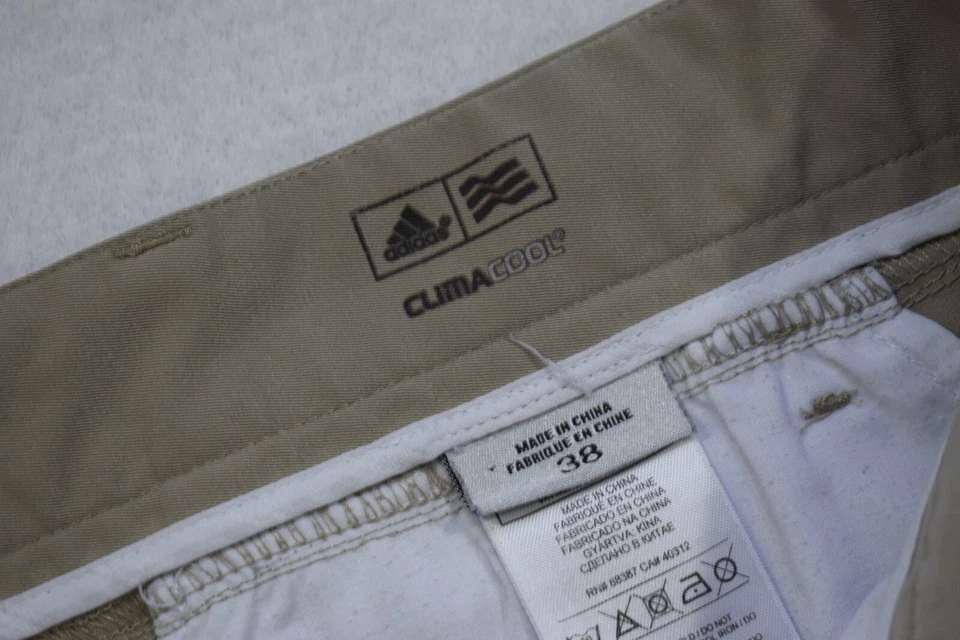 adidas®
CLIMACOOL®
MADE IN CHINA
FABRIQUE EN CHINE
38
MADE IN CHINA
FABRIQUE EN CHINE
FABRICADO EN CHINA
FABRICADO NA CHINA
GYÁRTVA: KÍNA
СДЕЛАНО В КИТАЕ
RN# 88387 CA# 40312